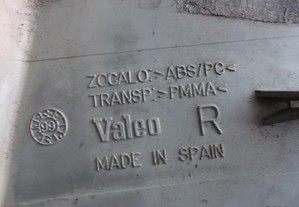 ZOCALO:>ABS/PC<
TRANSP:>PMMA<
Valeo R
MADE IN SPAIN